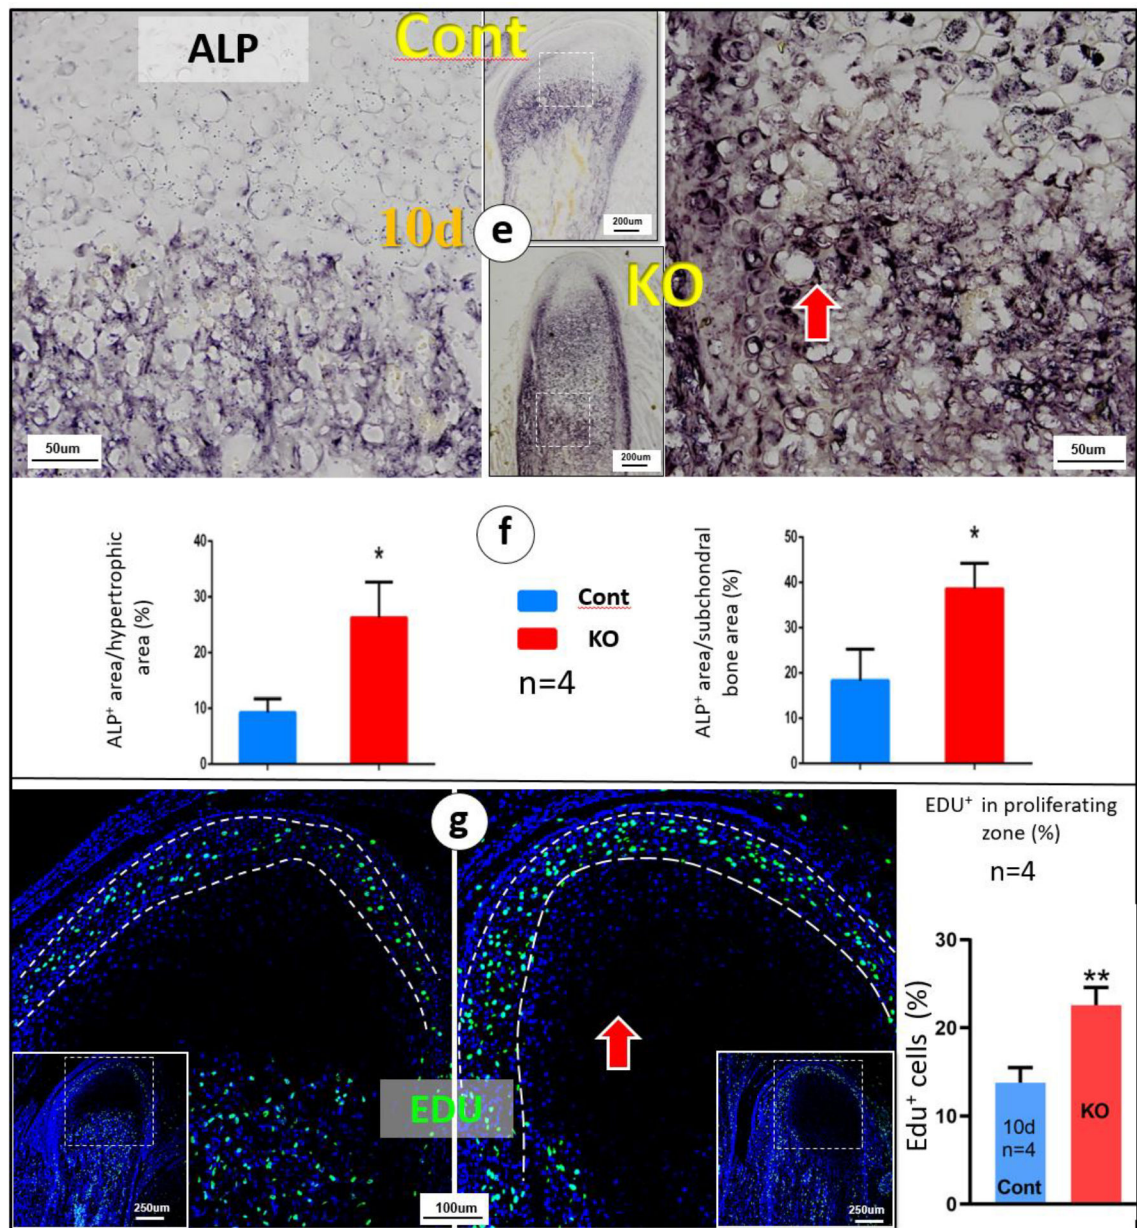 ALP
Cont
10d
e
KO
200um
200um
50um
50um
f
ALP⁺ area/hypertrophic
area (%)
40
30
20
10
0
*
Cont
KO
n=4
ALP⁺ area/subchondral
bone area (%)
50
40
30
20
10
0
*
g
EDU
250um
100um
250um
EDU⁺ in proliferating
zone (%)
n=4
Edu⁺ cells (%)
30
20
10
0
**
10d
n=4
Cont
KO